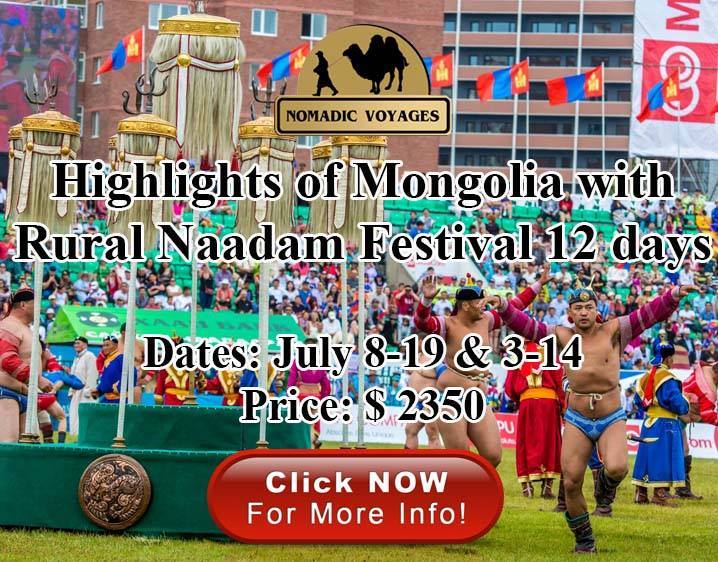 NOMADIC VOYAGES
Highlights of Mongolia with
Rural Naadam Festival 12 days
Dates: July 8-19 & 3-14
Price: $ 2350
Click NOW
For More Info!